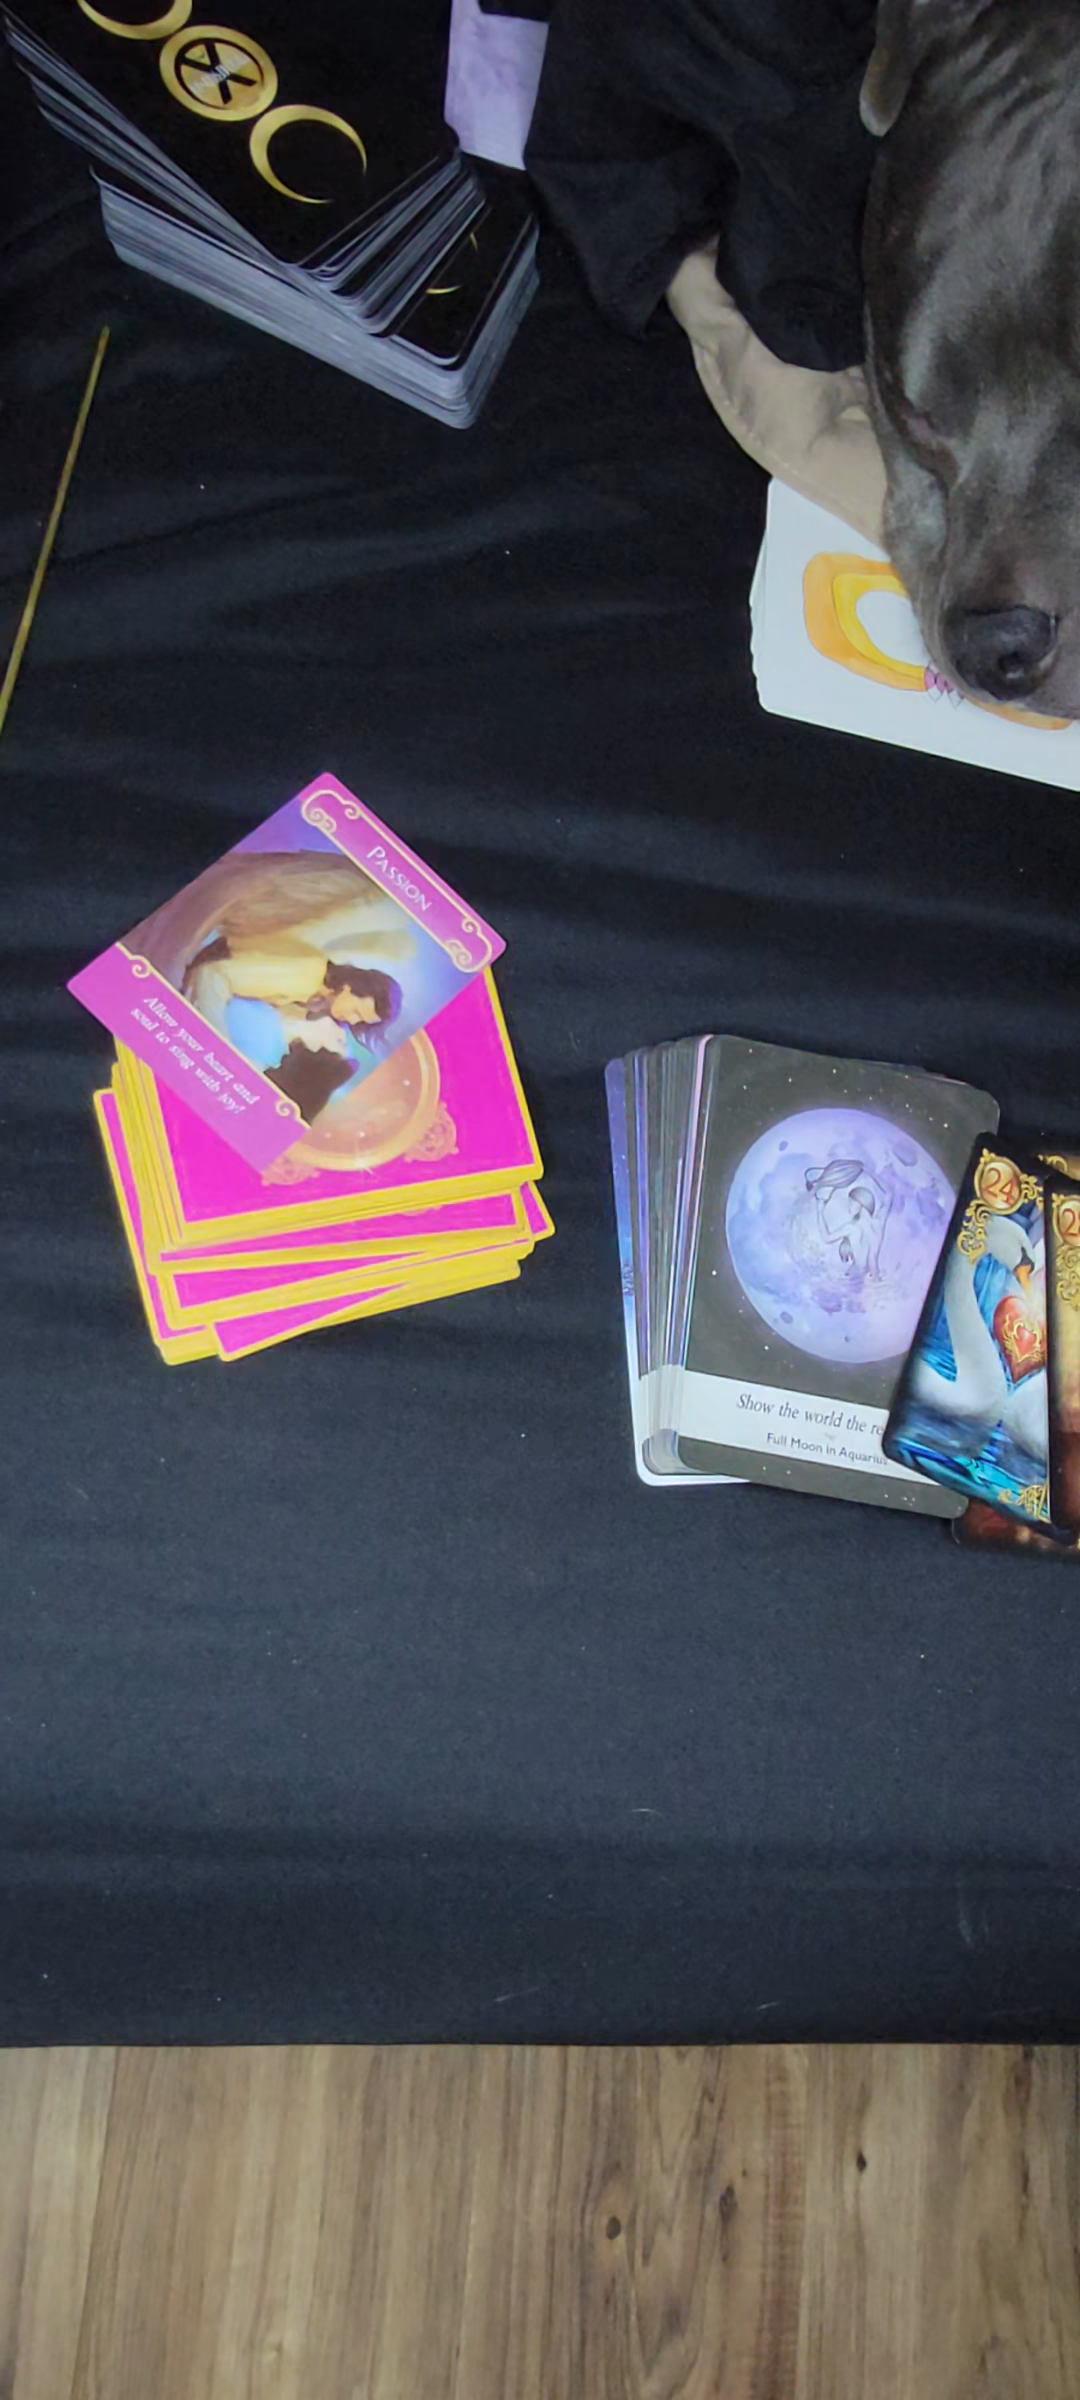 PASSION
Allow your heart and
soul to sing with joy!
Show the world the
Full Moon in Aquarius
24